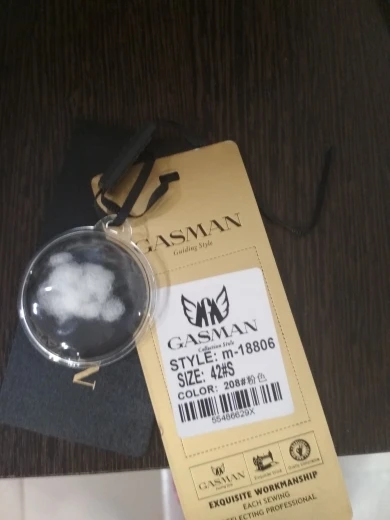 GASMAN
Guiding Style
GASMAN
Collection Style
STYLE: m-18806
SIZE: 42#S
COLOR: 208#粉色
55486629X
N
GASMAN
EXQUISITE WORKMANSHIP
EACH SEWING
SELECTING PROFESSIONAL